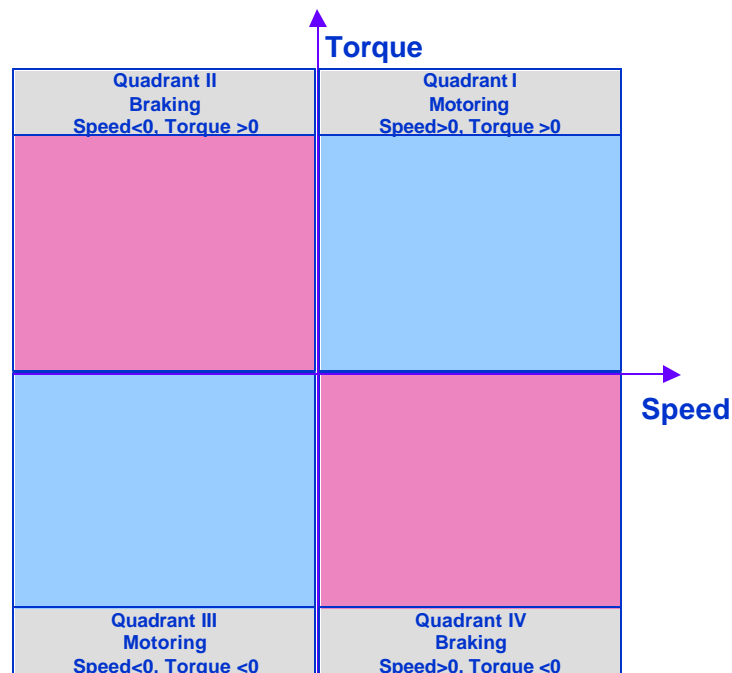 Torque
Quadrant II
Braking
Speed<0, Torque >0
Quadrant I
Motoring
Speed>0, Torque >0
Speed
Quadrant III
Motoring
Speed<0, Torque <0
Quadrant IV
Braking
Speed>0, Torque <0